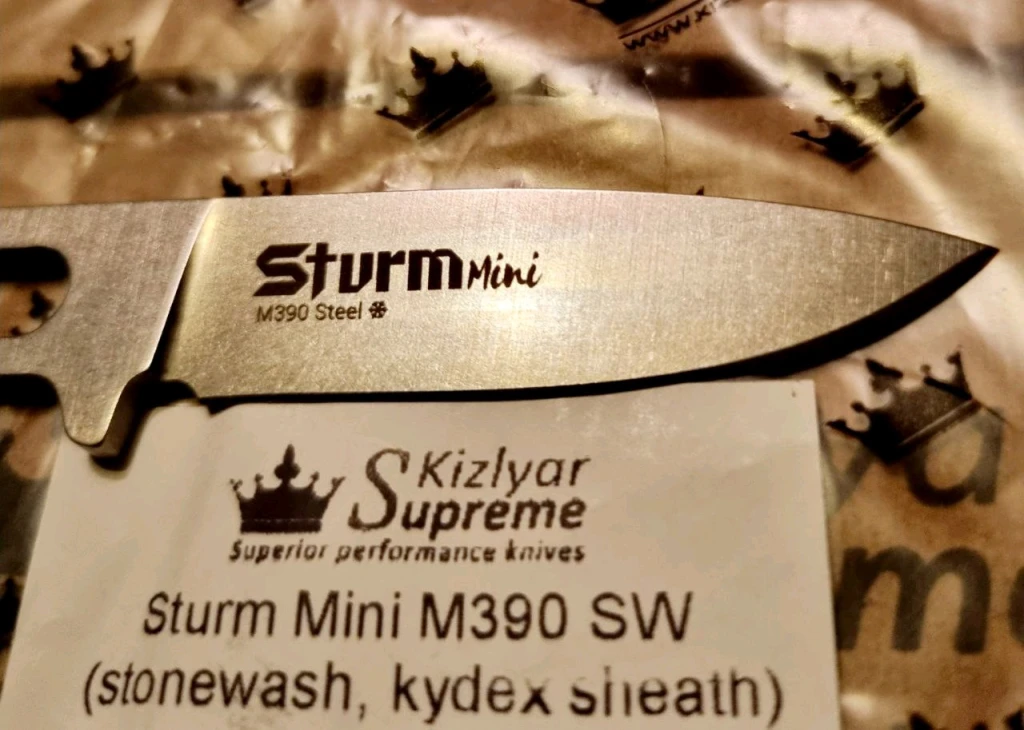 Sturm Mini
M390 Steel
Kizlyar
Supreme
Superior performance knives
Sturm Mini M390 SW
(stonewash, kydex sheath)